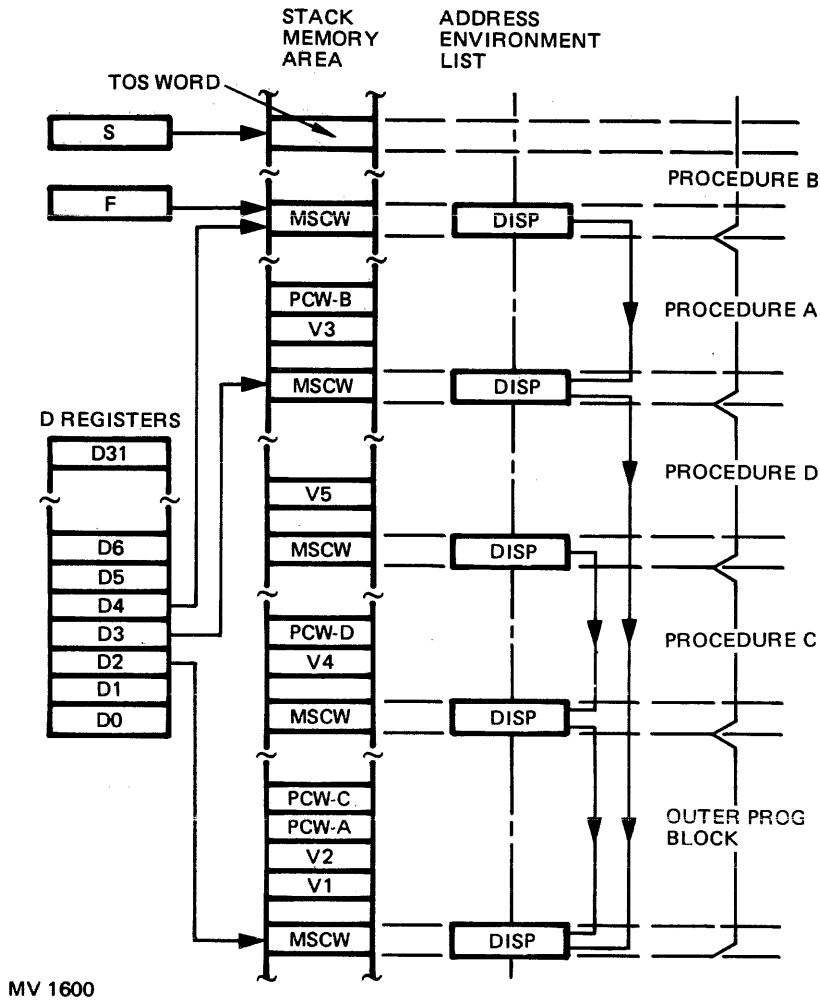 STACK
MEMORY
AREA
ADDRESS
ENVIRONMENT
LIST
TOS WORD
S
F
MSCW
DISP
PROCEDURE B
PCW-B
V3
PROCEDURE A
MSCW
DISP
D REGISTERS
D31
PROCEDURE D
V5
D6
MSCW
DISP
D5
D4
D3
PCW-D
PROCEDURE C
D2
V4
D1
D0
MSCW
DISP
PCW-C
PCW-A
OUTER PROG
BLOCK
V2
V1
MSCW
DISP
MV 1600